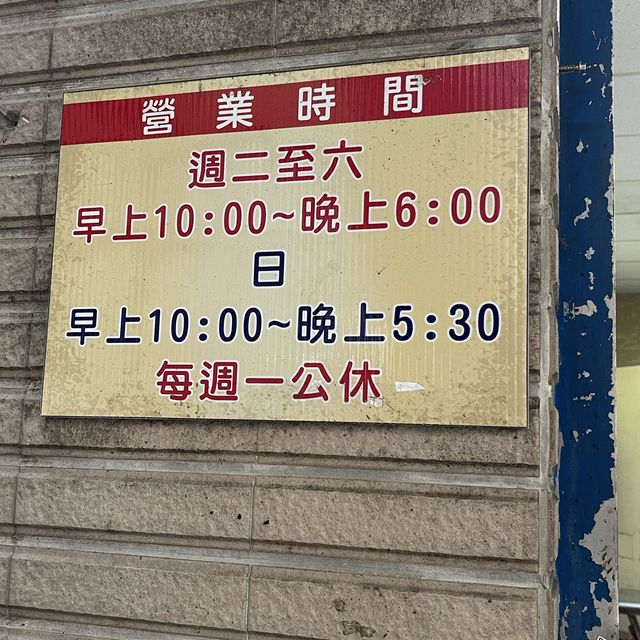 營業時間
週二至六
早上10:00~晚上6:00
日
早上10:00~晚上5:30
每週一公休